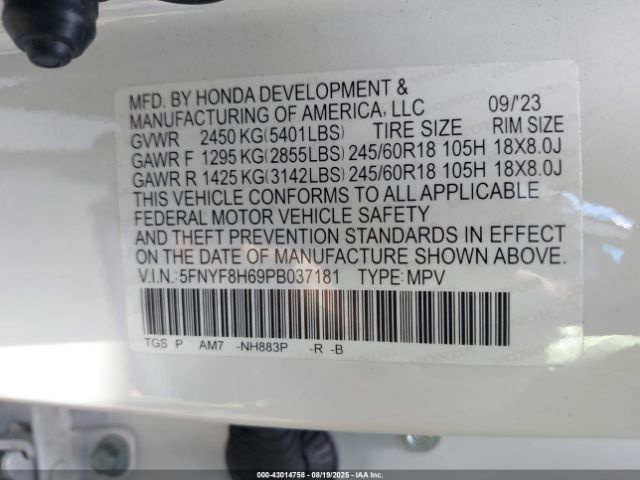 MFD. BY HONDA DEVELOPMENT &
MANUFACTURING OF AMERICA, LLC 09/'23
GVWR 2450 KG(5401LBS) TIRE SIZE RIM SIZE
GAWR F 1295 KG(2855LBS) 245/60R18 105H 18X8.0J
GAWR R 1425 KG(3142LBS) 245/60R18 105H 18X8.0J
THIS VEHICLE CONFORMS TO ALL APPLICABLE
FEDERAL MOTOR VEHICLE SAFETY
AND THEFT PREVENTION STANDARDS IN EFFECT
ON THE DATE OF MANUFACTURE SHOWN ABOVE.
V.I.N.: 5FNYF8H69PB037181 TYPE: MPV
TGS P AM7 -NH883P -R -B
000-43014758 - 08/19/2025 - IAA Inc.